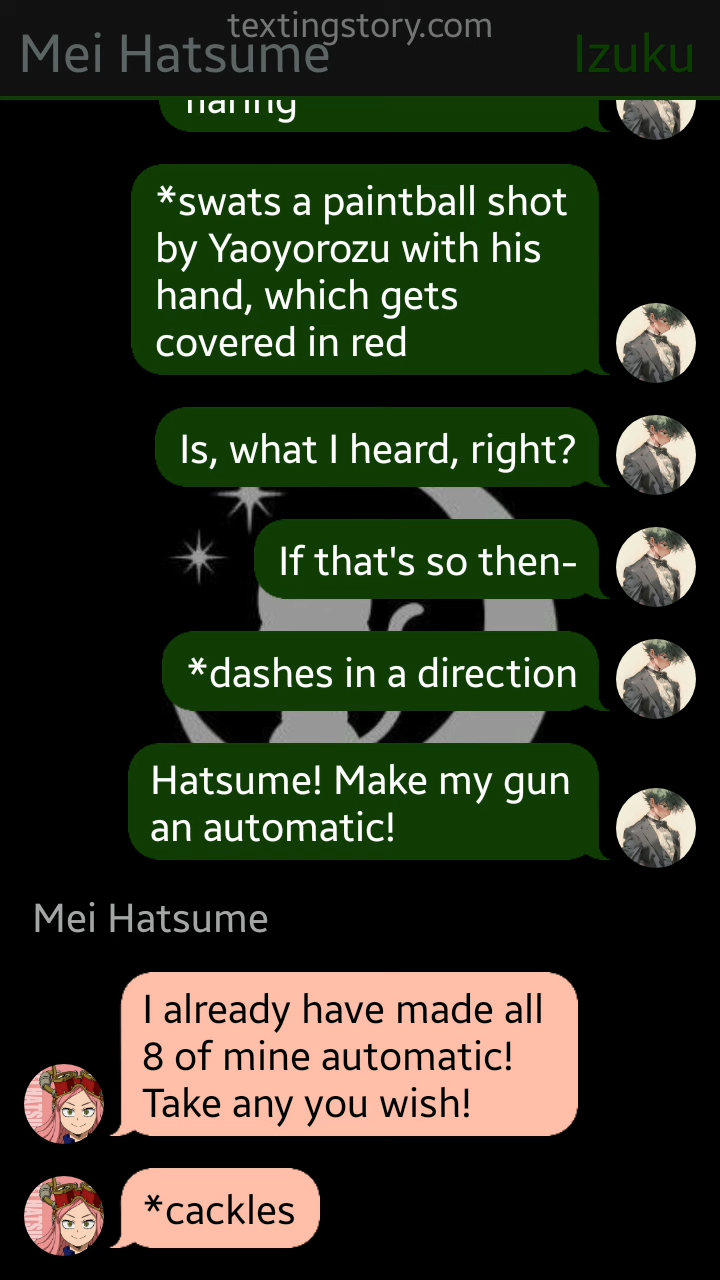 textingstory.com
Mei Hatsume
Izuku
*swats a paintball shot
by Yaoyorozu with his
hand, which gets
covered in red
Is, what I heard, right?
If that's so then-
*dashes in a direction
Hatsume! Make my gun
an automatic!
Mei Hatsume
I already have made all
8 of mine automatic!
Take any you wish!
*cackles